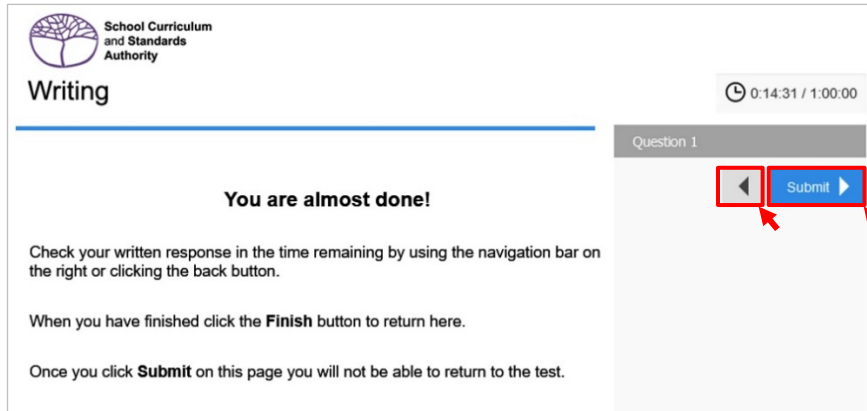 School Curriculum
and Standards
Authority
Writing
0:14:31 / 1:00:00
Question 1
Submit
You are almost done!
Check your written response in the time remaining by using the navigation bar on
the right or clicking the back button.
When you have finished click the Finish button to return here.
Once you click Submit on this page you will not be able to return to the test.